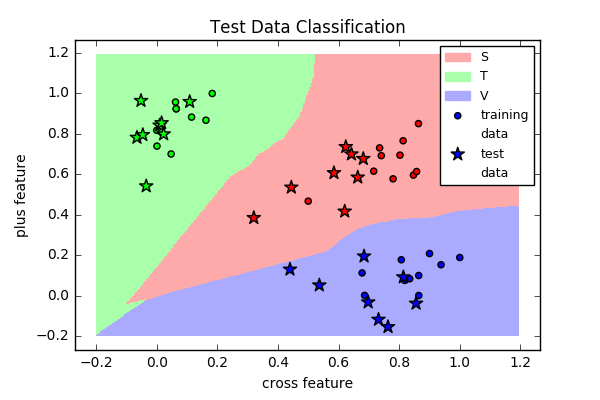 Test Data Classification
1.2
1.0
0.8
0.6
0.4
0.2
0.0
−0.2
plus feature
S
T
V
training
data
test
data
−0.2 0.0 0.2 0.4 0.6 0.8 1.0 1.2
cross feature